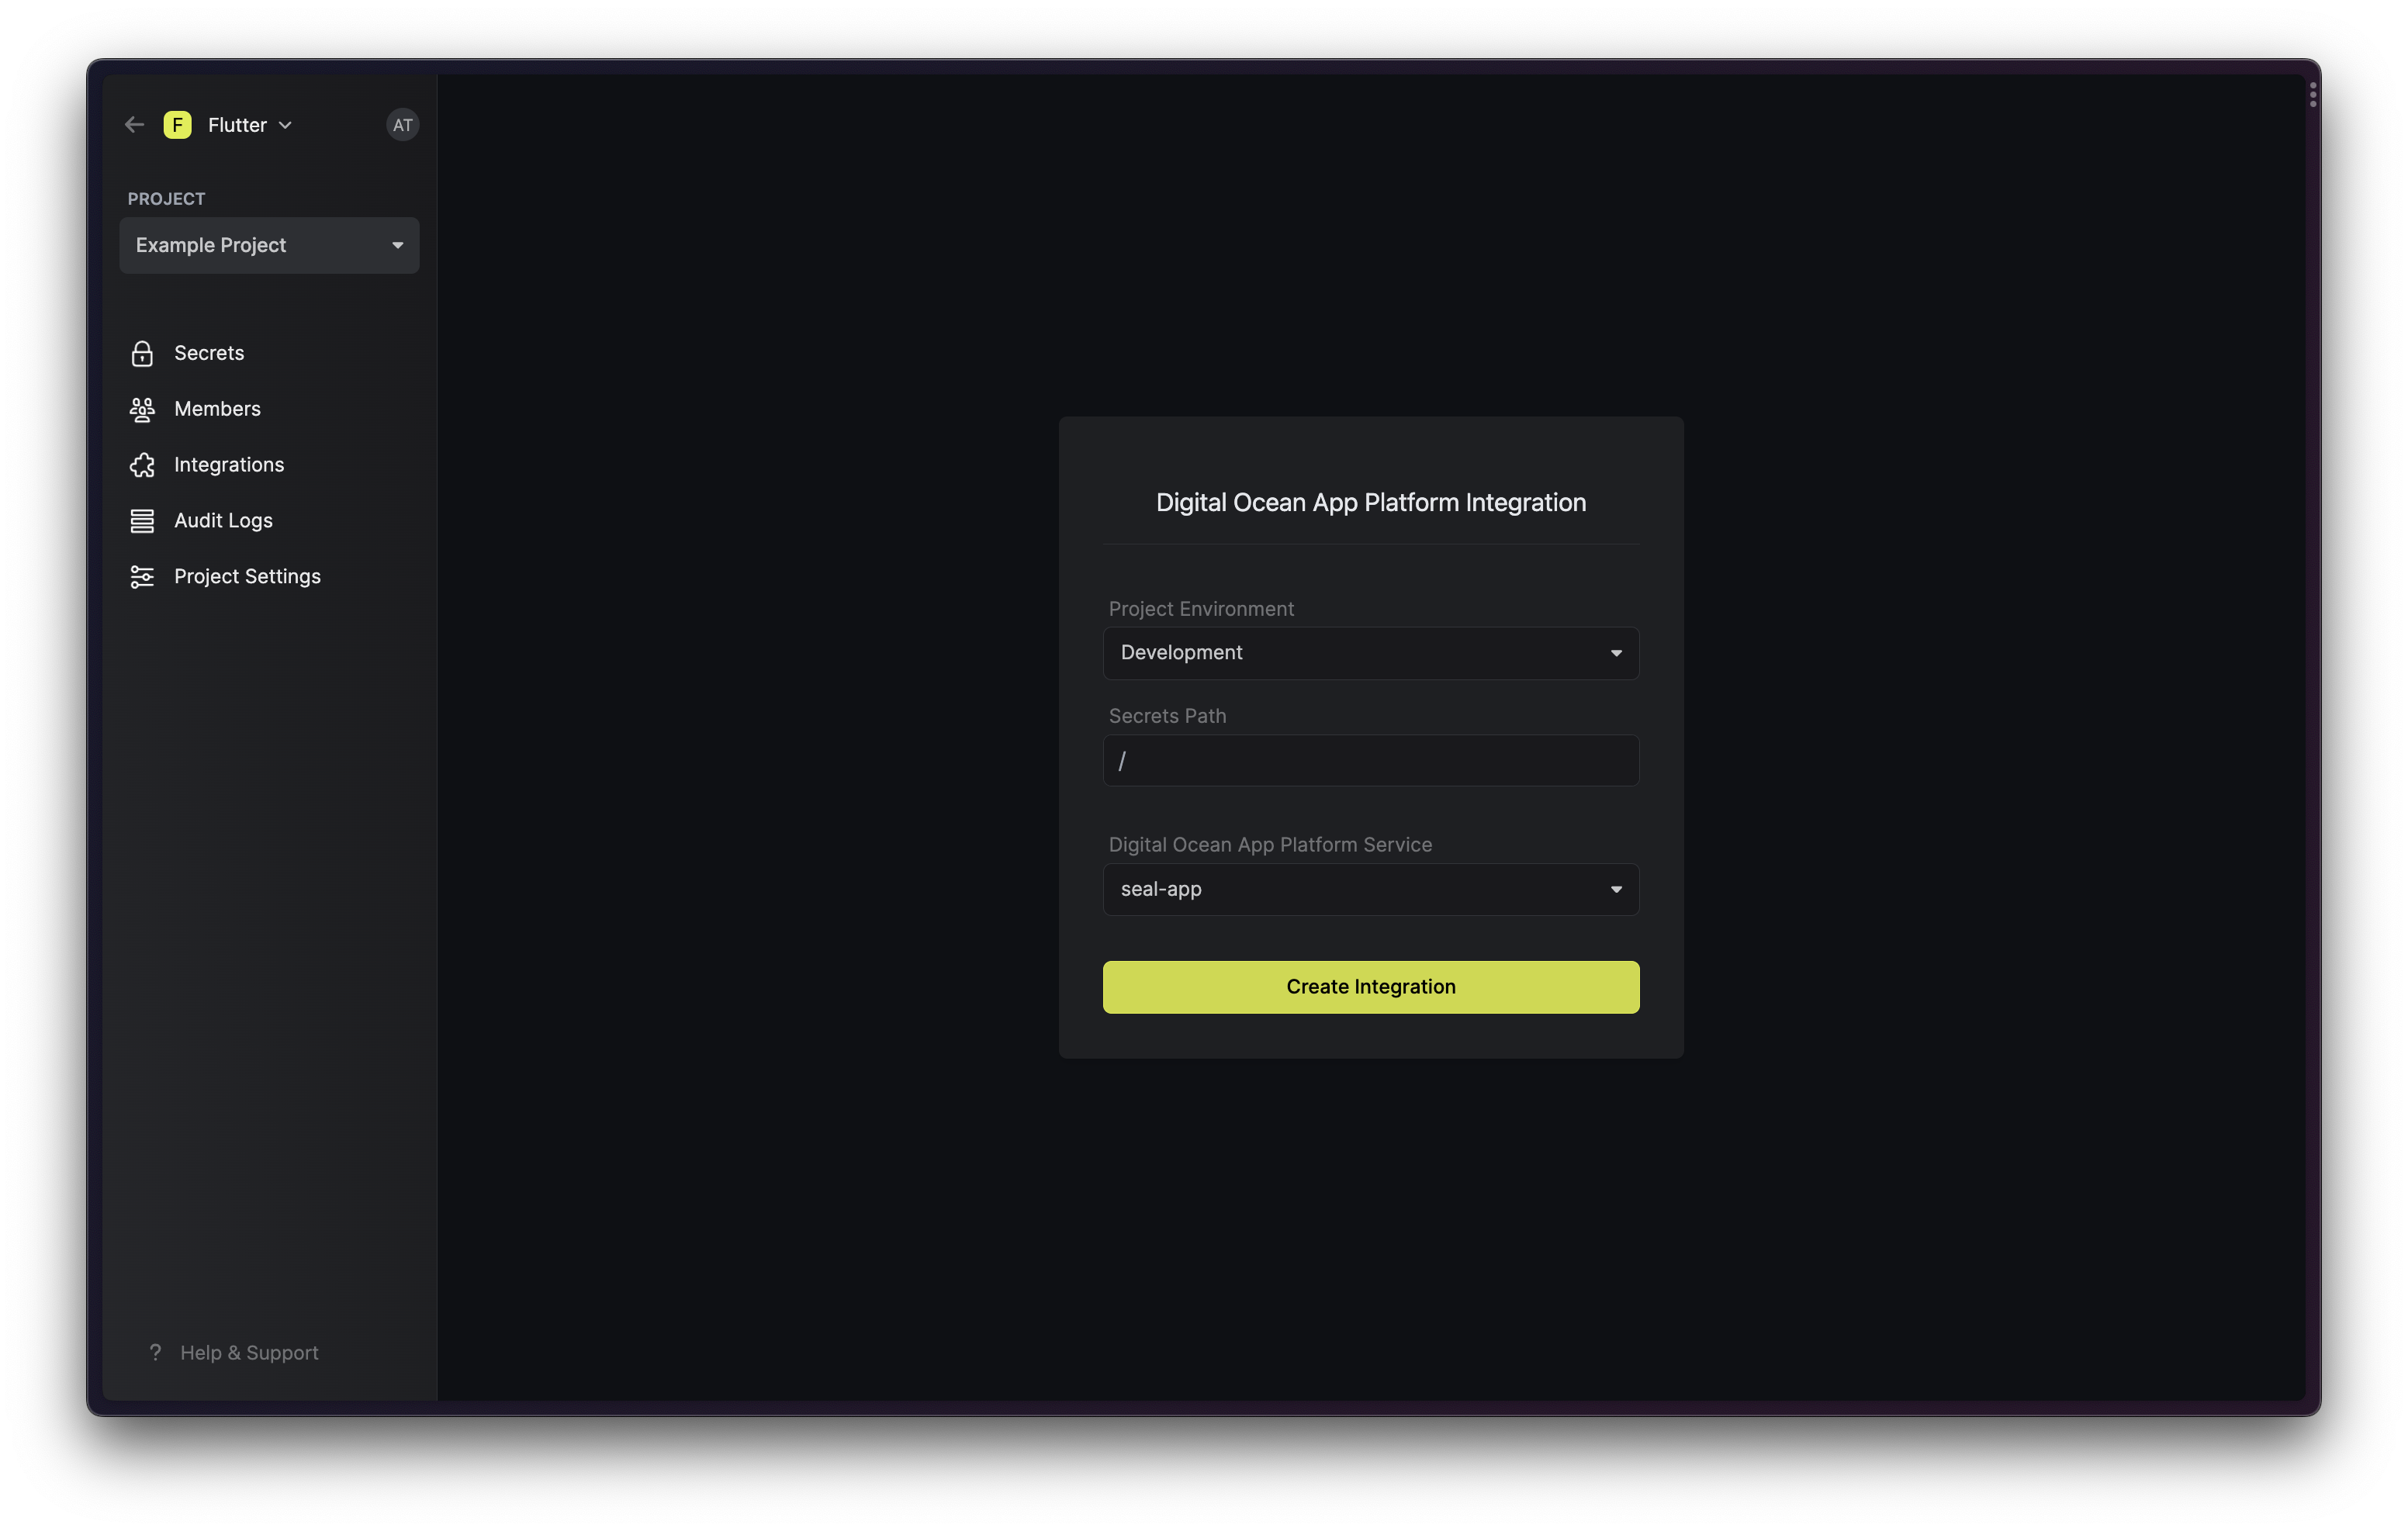 F Flutter AT
PROJECT
Example Project
Secrets
Members
Integrations
Audit Logs
Project Settings
? Help & Support
Digital Ocean App Platform Integration
Project Environment
Development
Secrets Path
/
Digital Ocean App Platform Service
seal-app
Create Integration